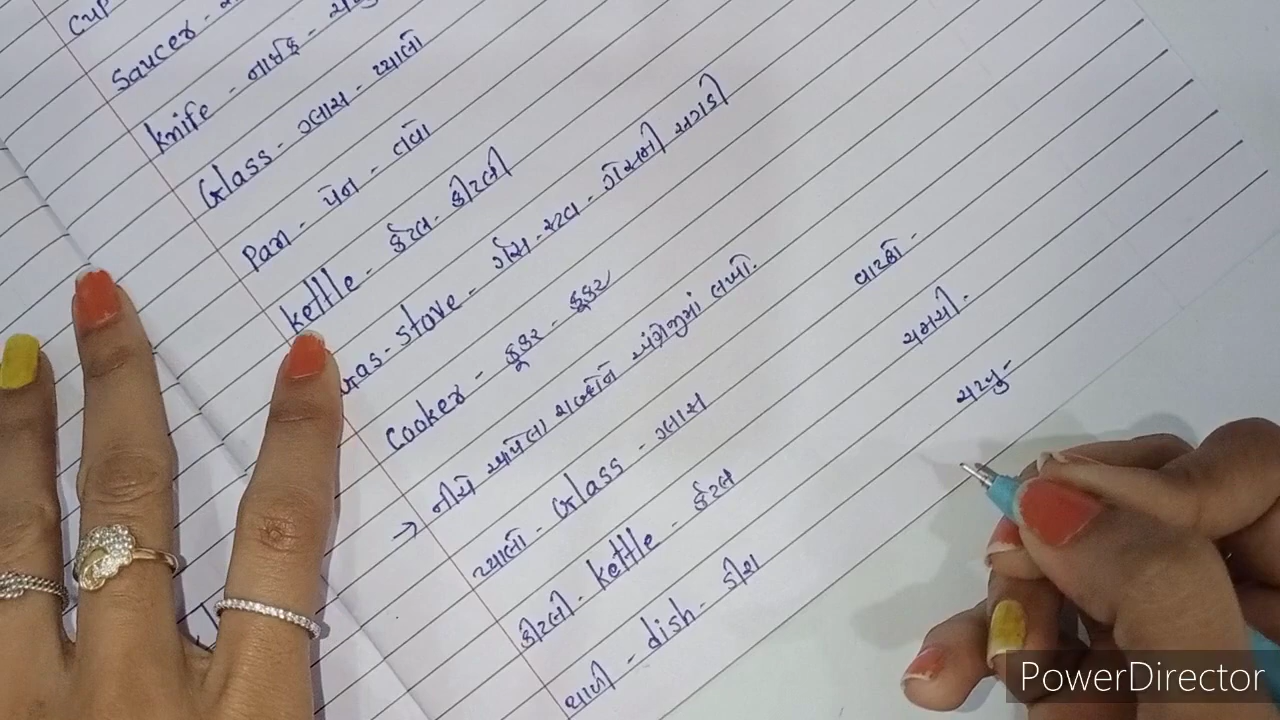 Cup
Saucer -
knife - નાઈફ -
Glass - ગ્લાસ - પ્યાલો
Pan - પેન - તવો
kettle - કેટલ - કીટલી
Gas - stove - ગેસ - સ્ટવ - ગેસની સગડી
Cooker - કૂકર - કૂકર
→ નીચે આપેલા શબ્દોને અંગ્રેજીમાં લખો.
પ્યાલો - Glass - ગ્લાસ
કીટલી - kettle - કેટલ
થાળી - dish - ડીશ
વાટકો -
ચમચી -
ચપ્પુ -
PowerDirector